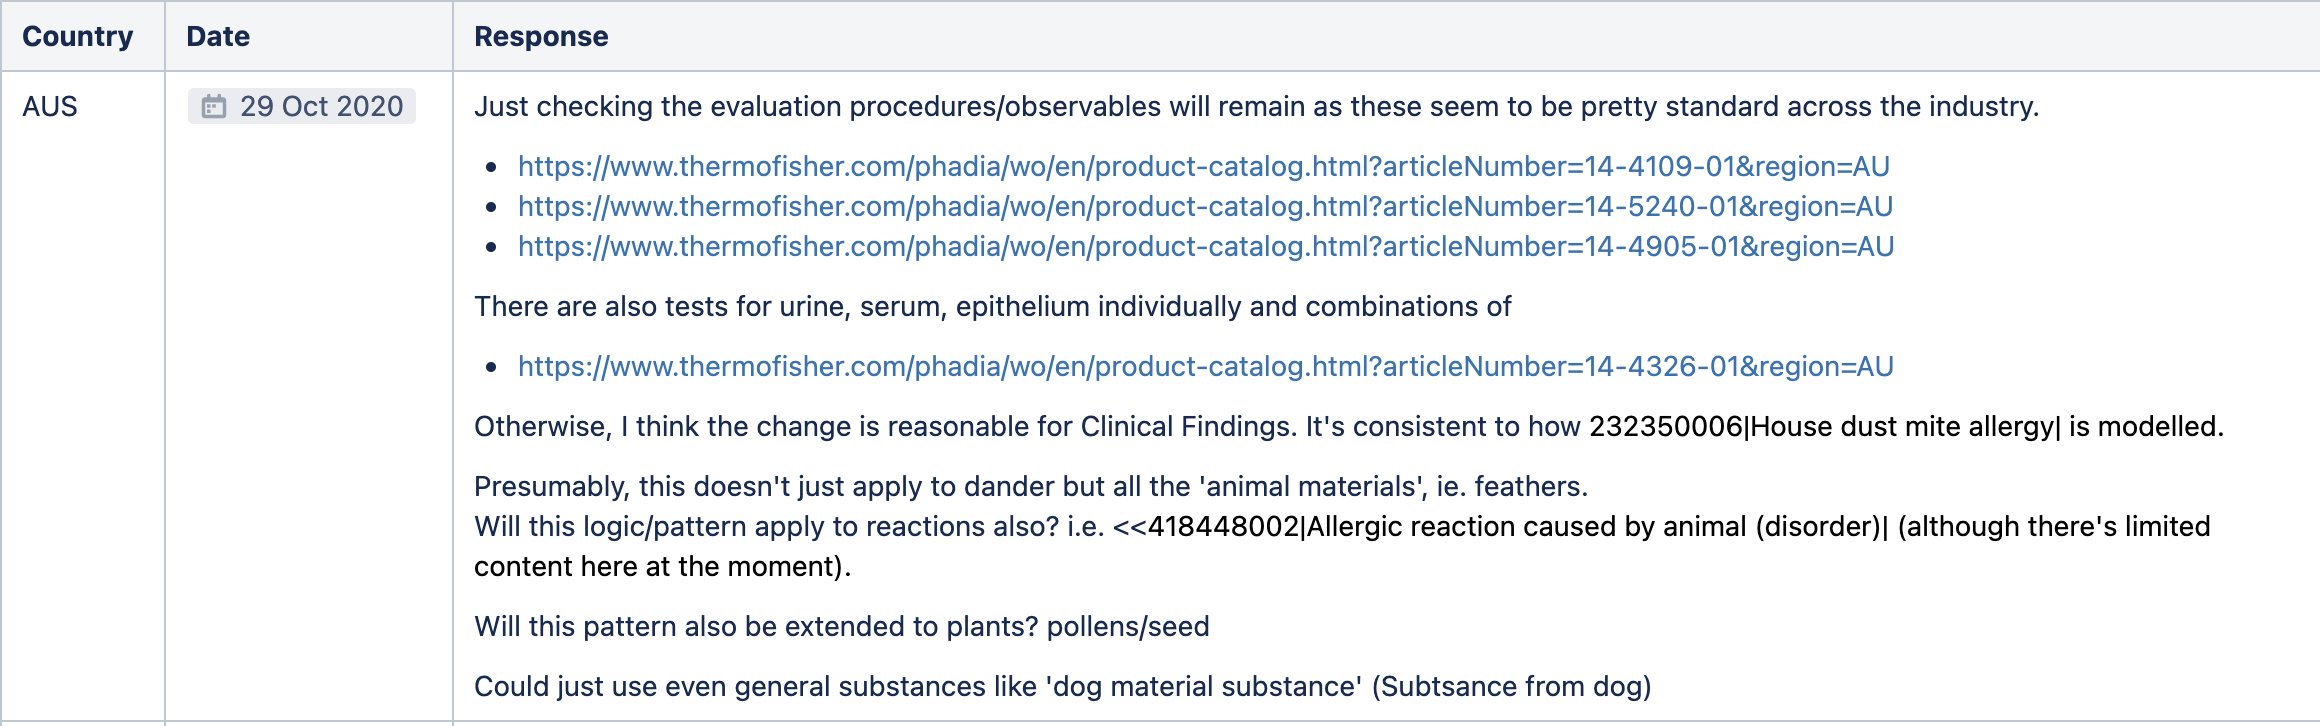 Country Date Response
AUS 29 Oct 2020 Just checking the evaluation procedures/observables will remain as these seem to be pretty standard across the industry.
• https://www.thermofisher.com/phadia/wo/en/product-catalog.html?articleNumber=14-4109-01&region=AU
• https://www.thermofisher.com/phadia/wo/en/product-catalog.html?articleNumber=14-5240-01&region=AU
• https://www.thermofisher.com/phadia/wo/en/product-catalog.html?articleNumber=14-4905-01&region=AU
There are also tests for urine, serum, epithelium individually and combinations of
• https://www.thermofisher.com/phadia/wo/en/product-catalog.html?articleNumber=14-4326-01&region=AU
Otherwise, I think the change is reasonable for Clinical Findings. It's consistent to how 232350006|House dust mite allergy| is modelled.
Presumably, this doesn't just apply to dander but all the 'animal materials', ie. feathers.
Will this logic/pattern apply to reactions also? i.e. <<418448002|Allergic reaction caused by animal (disorder)| (although there's limited
content here at the moment).
Will this pattern also be extended to plants? pollens/seed
Could just use even general substances like 'dog material substance' (Subtsance from dog)